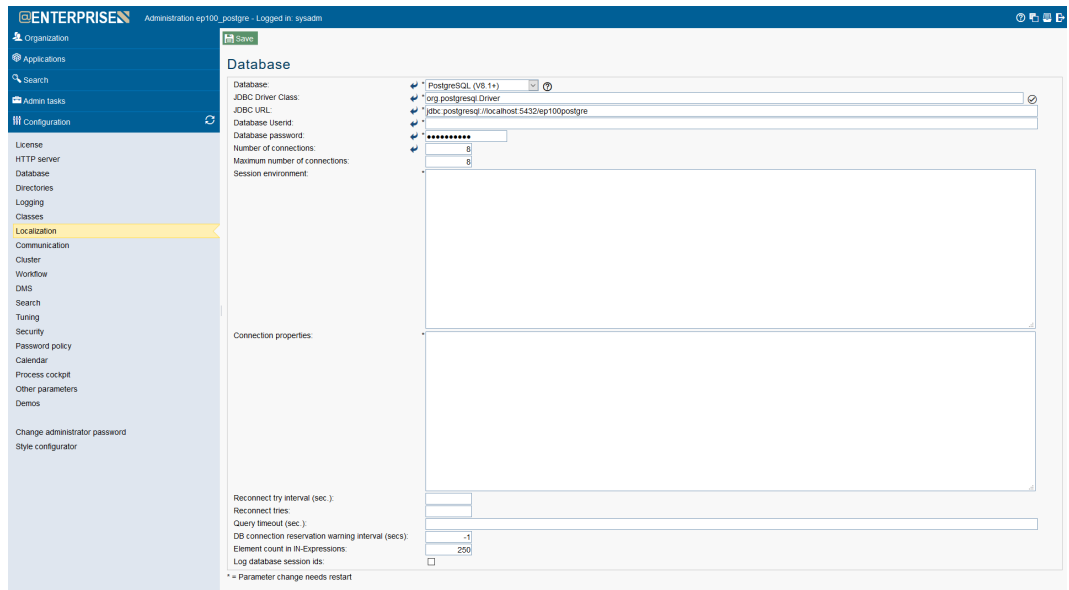 @ENTERPRISE Administration ep100_postgre - Logged in: sysadm
Organization
Applications
Search
Admin tasks
Configuration
License
HTTP server
Database
Directories
Logging
Classes
Localization
Communication
Cluster
Workflow
DMS
Search
Tuning
Security
Password policy
Calendar
Process cockpit
Other parameters
Demos
Change administrator password
Style configurator
Save
Database
Database: * PostgreSQL (V8.1+)
JDBC Driver Class: * org.postgresql.Driver
JDBC URL: * jdbc:postgresql://localhost:5432/ep100postgre
Database Userid: *
Database password: * ●●●●●●●●●●
Number of connections: 8
Maximum number of connections: 8
Session environment: *
Connection properties: *
Reconnect try interval (sec.):
Reconnect tries:
Query timeout (sec.):
DB connection reservation warning interval (secs): -1
Element count in IN-Expressions: 250
Log database session ids:
* = Parameter change needs restart